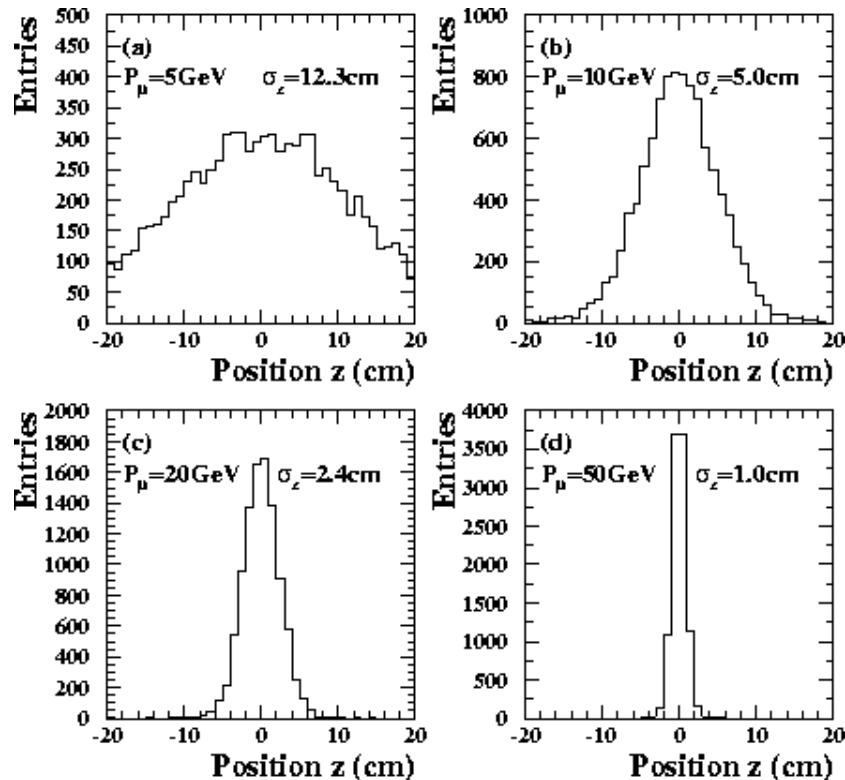 Entries
500
450
400
350
300
250
200
150
100
50
0
(a)
Pμ=5GeV σz=12.3cm
-20 -10 0 10 20
Position z (cm)
Entries
1000
800
600
400
200
0
(b)
Pμ=10GeV σz=5.0cm
-20 -10 0 10 20
Position z (cm)
Entries
2000
1800
1600
1400
1200
1000
800
600
400
200
0
(c)
Pμ=20GeV σz=2.4cm
-20 -10 0 10 20
Position z (cm)
Entries
4000
3500
3000
2500
2000
1500
1000
500
0
(d)
Pμ=50GeV σz=1.0cm
-20 -10 0 10 20
Position z (cm)